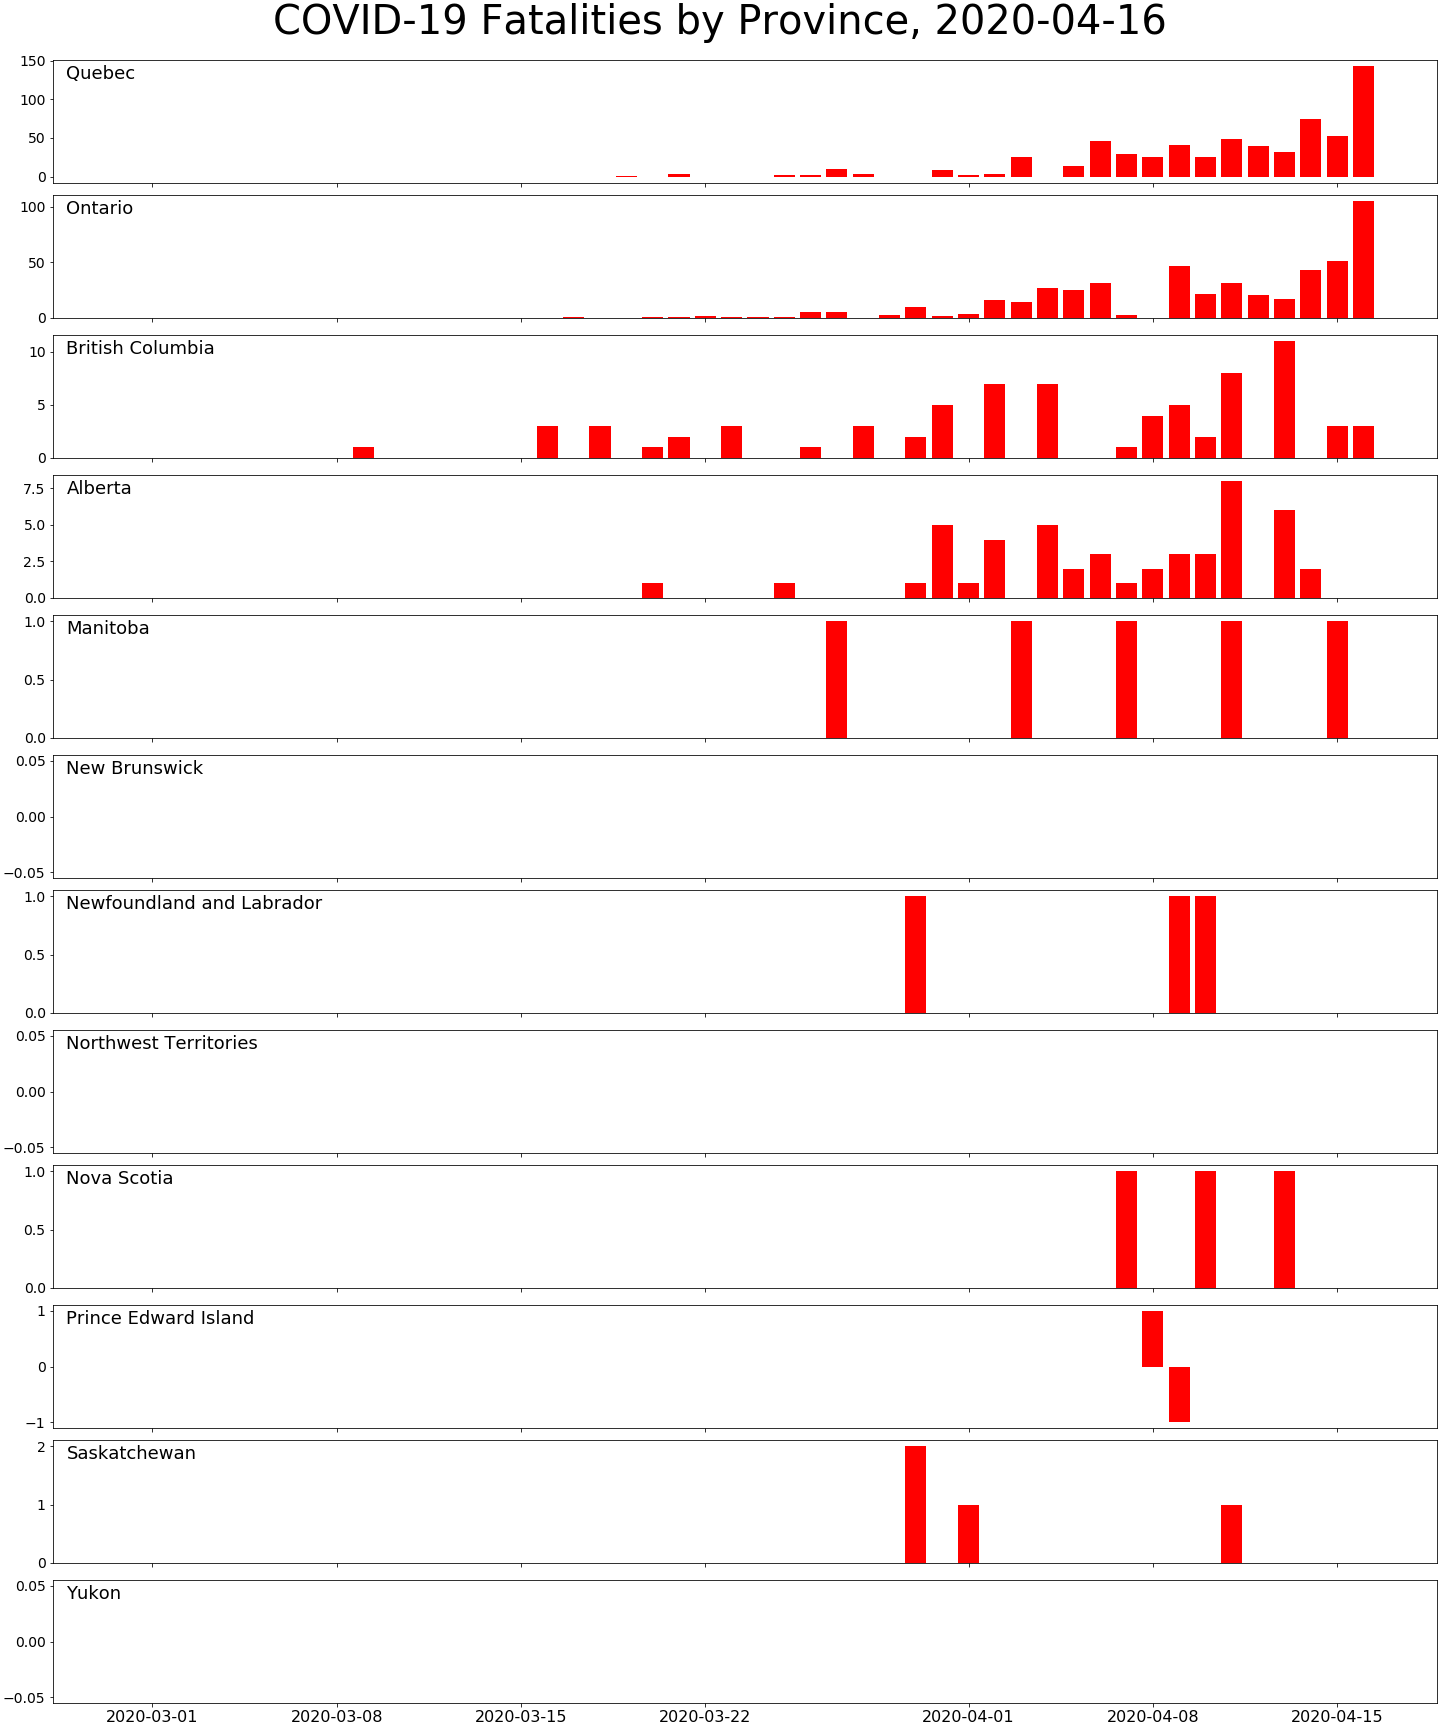 COVID-19 Fatalities by Province, 2020-04-16
150
Quebec
100
50
0
Ontario
100
50
0
British Columbia
10
5
0
Alberta
7.5
5.0
2.5
0.0
1.0
Manitoba
0.5
0.0
0.05
New Brunswick
0.00
−0.05
1.0
Newfoundland and Labrador
0.5
0.0
0.05
Northwest Territories
0.00
−0.05
1.0
Nova Scotia
0.5
0.0
1
Prince Edward Island
0
−1
2
Saskatchewan
1
0
0.05
Yukon
0.00
−0.05
2020-03-01 2020-03-08 2020-03-15 2020-03-22 2020-04-01 2020-04-08 2020-04-15